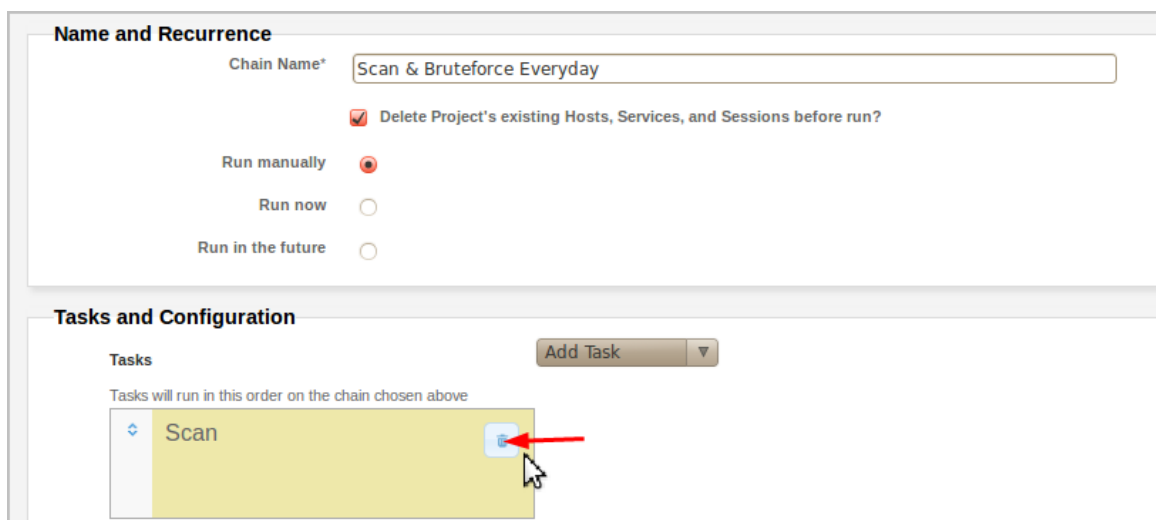 Name and Recurrence
Chain Name*
Scan & Bruteforce Everyday
Delete Project's existing Hosts, Services, and Sessions before run?
Run manually
Run now
Run in the future
Tasks and Configuration
Add Task
Tasks
Tasks will run in this order on the chain chosen above
Scan